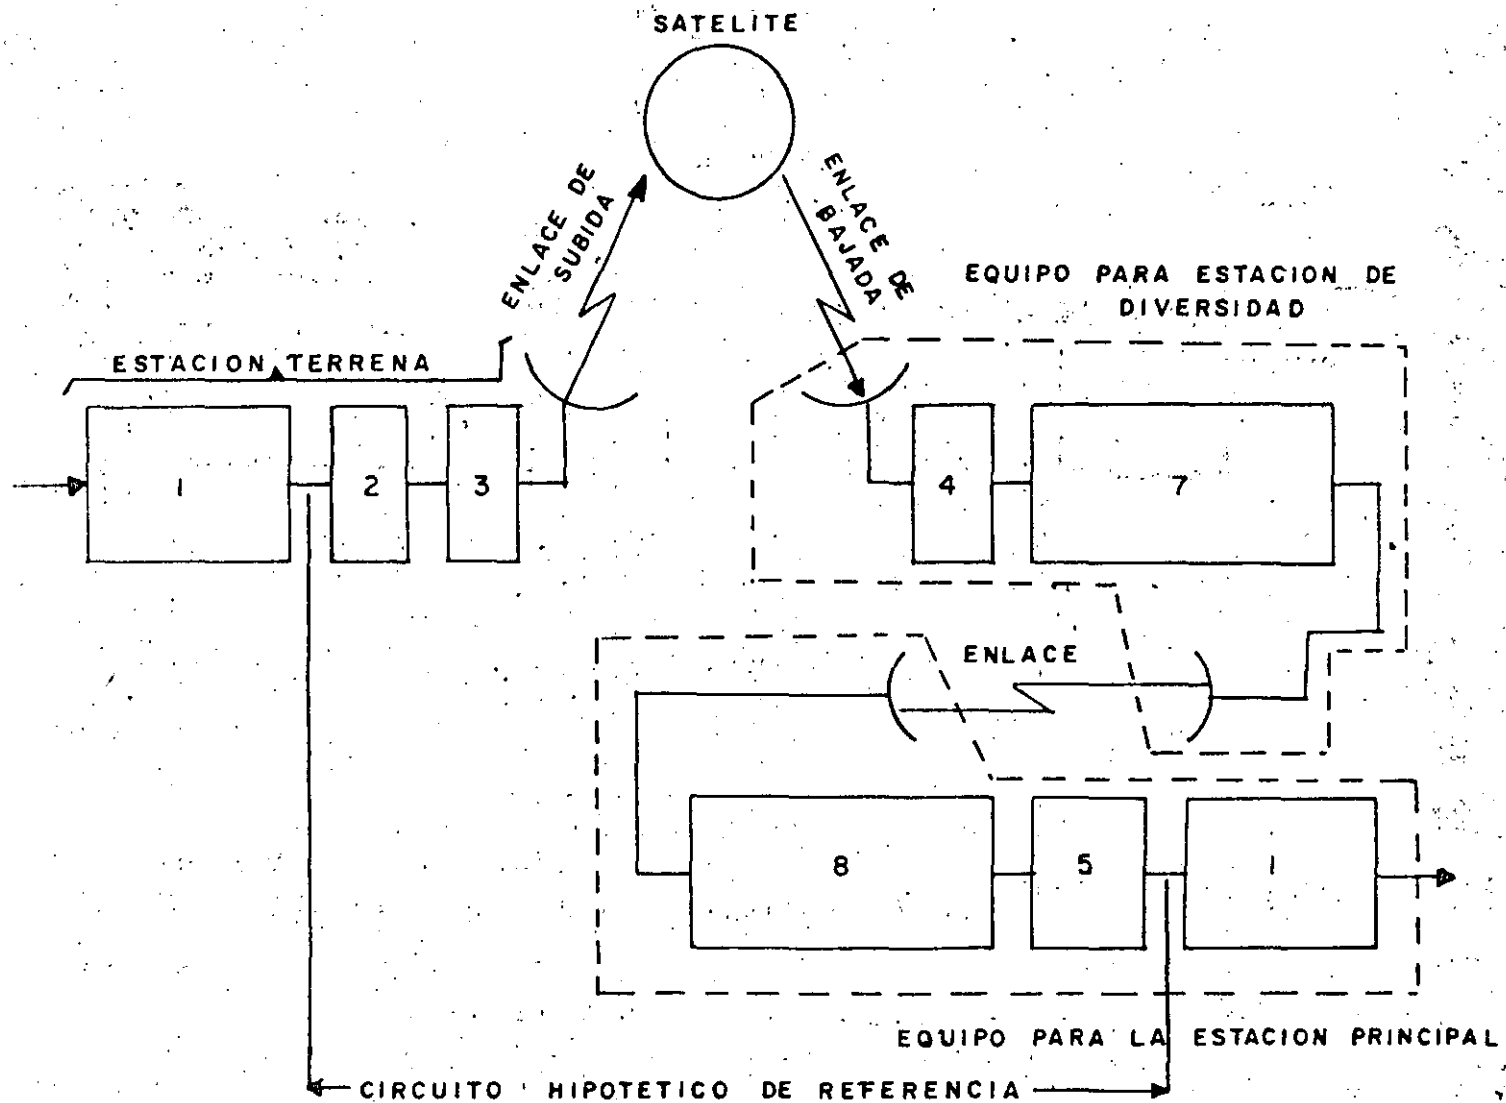 SATELITE
ENLACE DE
SUBIDA
ENLACE DE
BAJADA
EQUIPO PARA ESTACION DE
DIVERSIDAD
ESTACION TERRENA
1
2
3
4
7
ENLACE
8
5
1
EQUIPO PARA LA ESTACION PRINCIPAL
CIRCUITO HIPOTETICO DE REFERENCIA